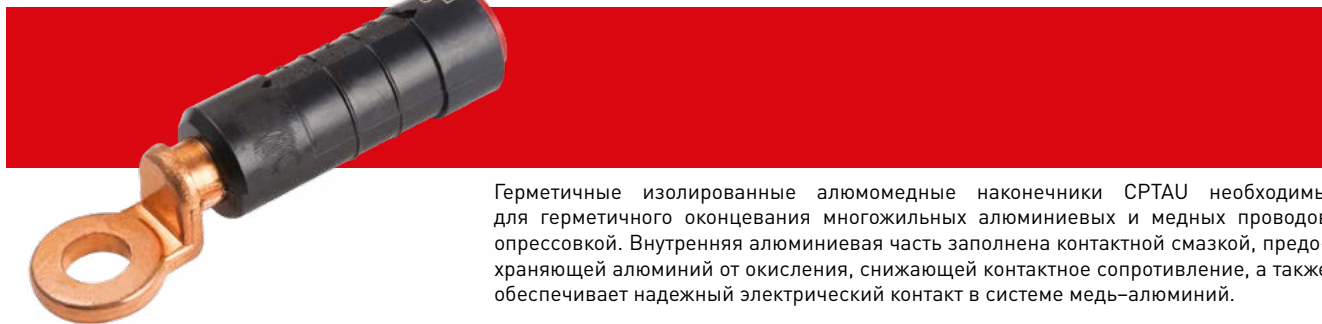 Герметичные изолированные алюмомедные наконечники CPTAU необходимы
для герметичного оконцевания многожильных алюминиевых и медных проводов
опрессовкой. Внутренняя алюминиевая часть заполнена контактной смазкой, предо-
храняющей алюминий от окисления, снижающей контактное сопротивление, а также
обеспечивает надежный электрический контакт в системе медь–алюминий.